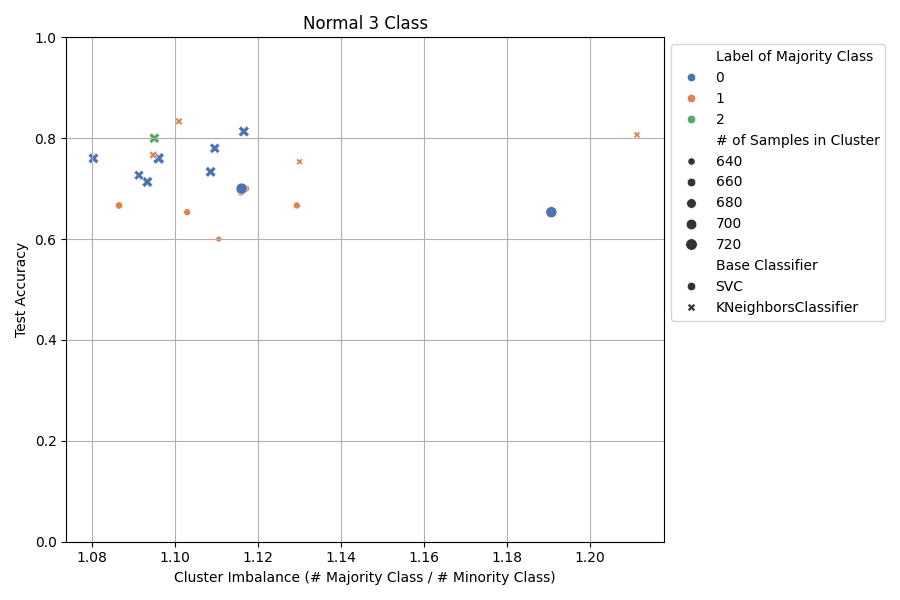 Normal 3 Class
1.0
0.8
0.6
0.4
0.2
0.0
Test Accuracy
1.08
1.10
1.12
1.14
1.16
1.18
1.20
Cluster Imbalance (# Majority Class / # Minority Class)
Label of Majority Class
0
1
2
# of Samples in Cluster
640
660
680
700
720
Base Classifier
SVC
KNeighborsClassifier